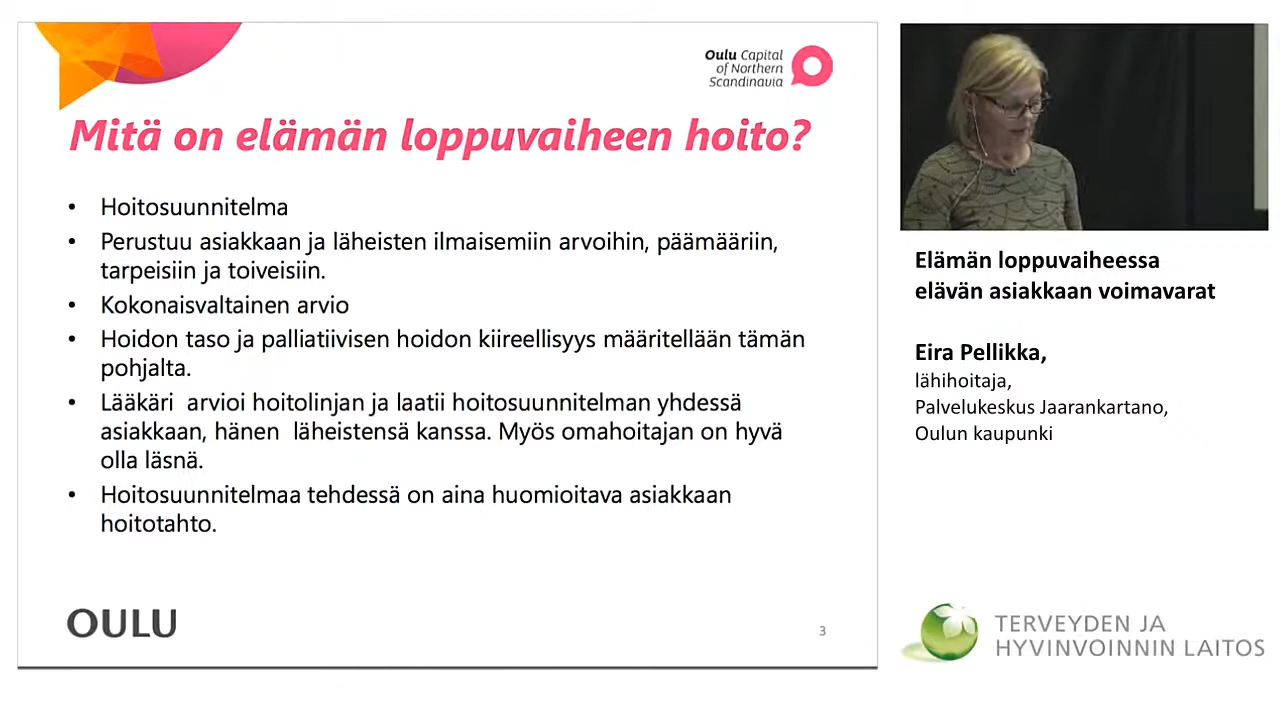 Oulu Capital
of Northern
Scandinavia
Mitä on elämän loppuvaiheen hoito?
• Hoitosuunnitelma
• Perustuu asiakkaan ja läheisten ilmaisemiin arvoihin, päämääriin,
tarpeisiin ja toiveisiin.
• Kokonaisvaltainen arvio
• Hoidon taso ja palliatiivisen hoidon kiireellisyys määritellään tämän
pohjalta.
• Lääkäri  arvioi hoitolinjan ja laatii hoitosuunnitelman yhdessä
asiakkaan, hänen  läheistensä kanssa. Myös omahoitajan on hyvä
olla läsnä.
• Hoitosuunnitelmaa tehdessä on aina huomioitava asiakkaan
hoitotahto.
OULU
3
Elämän loppuvaiheessa
elävän asiakkaan voimavarat
Eira Pellikka,
lähihoitaja,
Palvelukeskus Jaarankartano,
Oulun kaupunki
TERVEYDEN JA
HYVINVOINNIN LAITOS